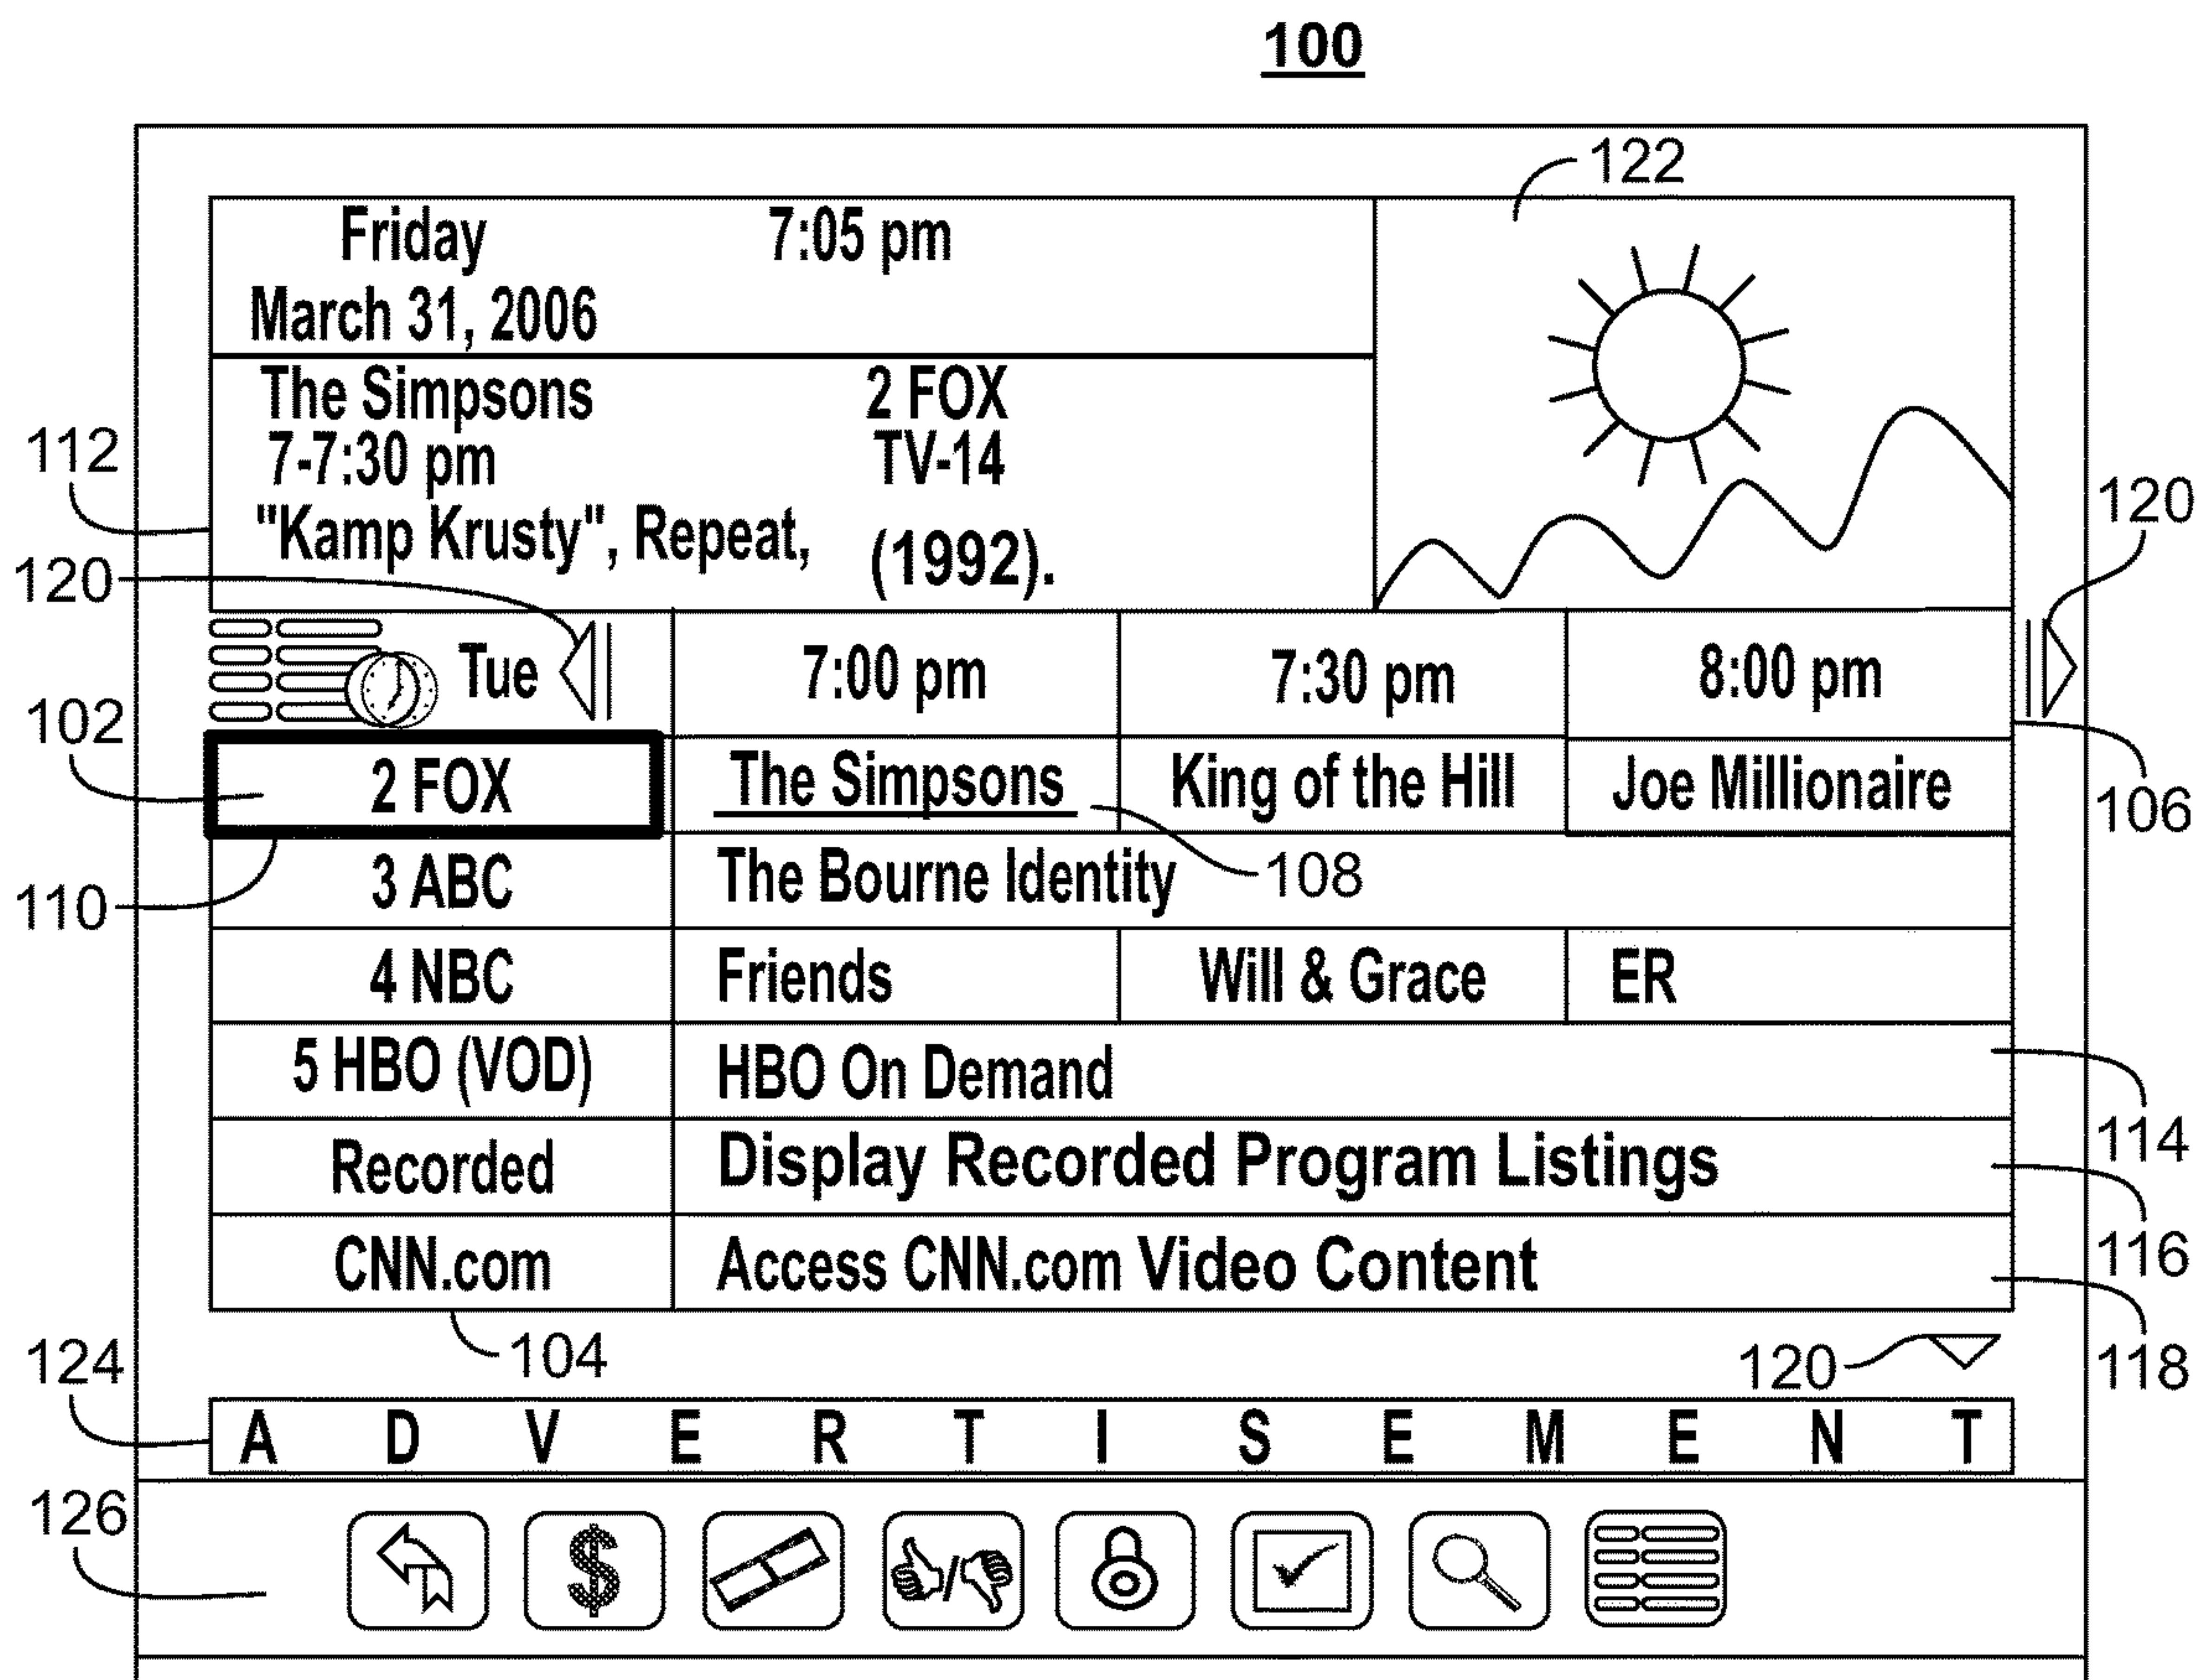 100
122
Friday 7:05 pm
March 31, 2006
The Simpsons 2 FOX
112 7-7:30 pm TV-14
120
"Kamp Krusty", Repeat, (1992).
120
Tue 7:00 pm 7:30 pm 8:00 pm
102
2 FOX The Simpsons King of the Hill Joe Millionaire
106
3 ABC The Bourne Identity 108
110
4 NBC Friends Will & Grace ER
5 HBO (VOD) HBO On Demand
114
Recorded Display Recorded Program Listings
116
CNN.com Access CNN.com Video Content
124 104 120 118
A D V E R T I S E M E N T
126
$ /